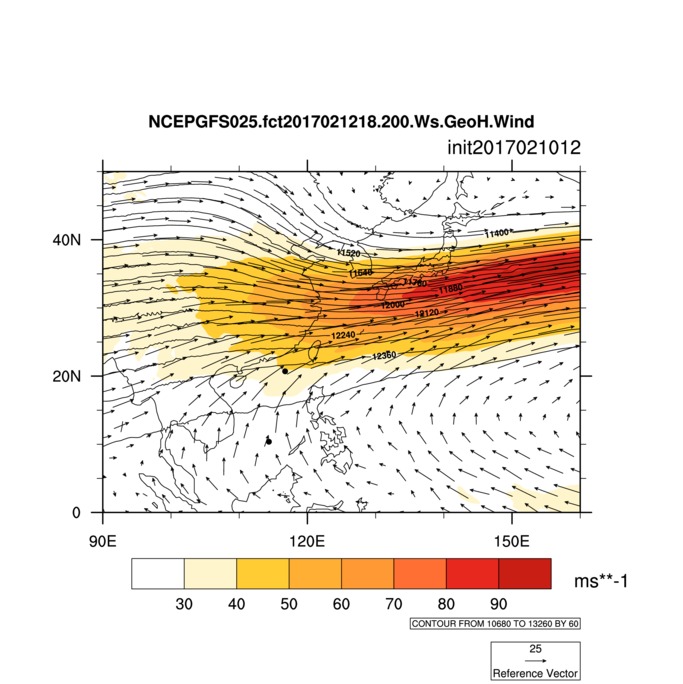 NCEPGFS025.fct2017021218.200.Ws.GeoH.Wind
init2017021012
40N
20N
0
11400
11520
11640
11760
11880
12000
12120
12240
12360
90E 120E 150E
30 40 50 60 70 80 90
ms**-1
CONTOUR FROM 10680 TO 13260 BY 60
25
Reference Vector